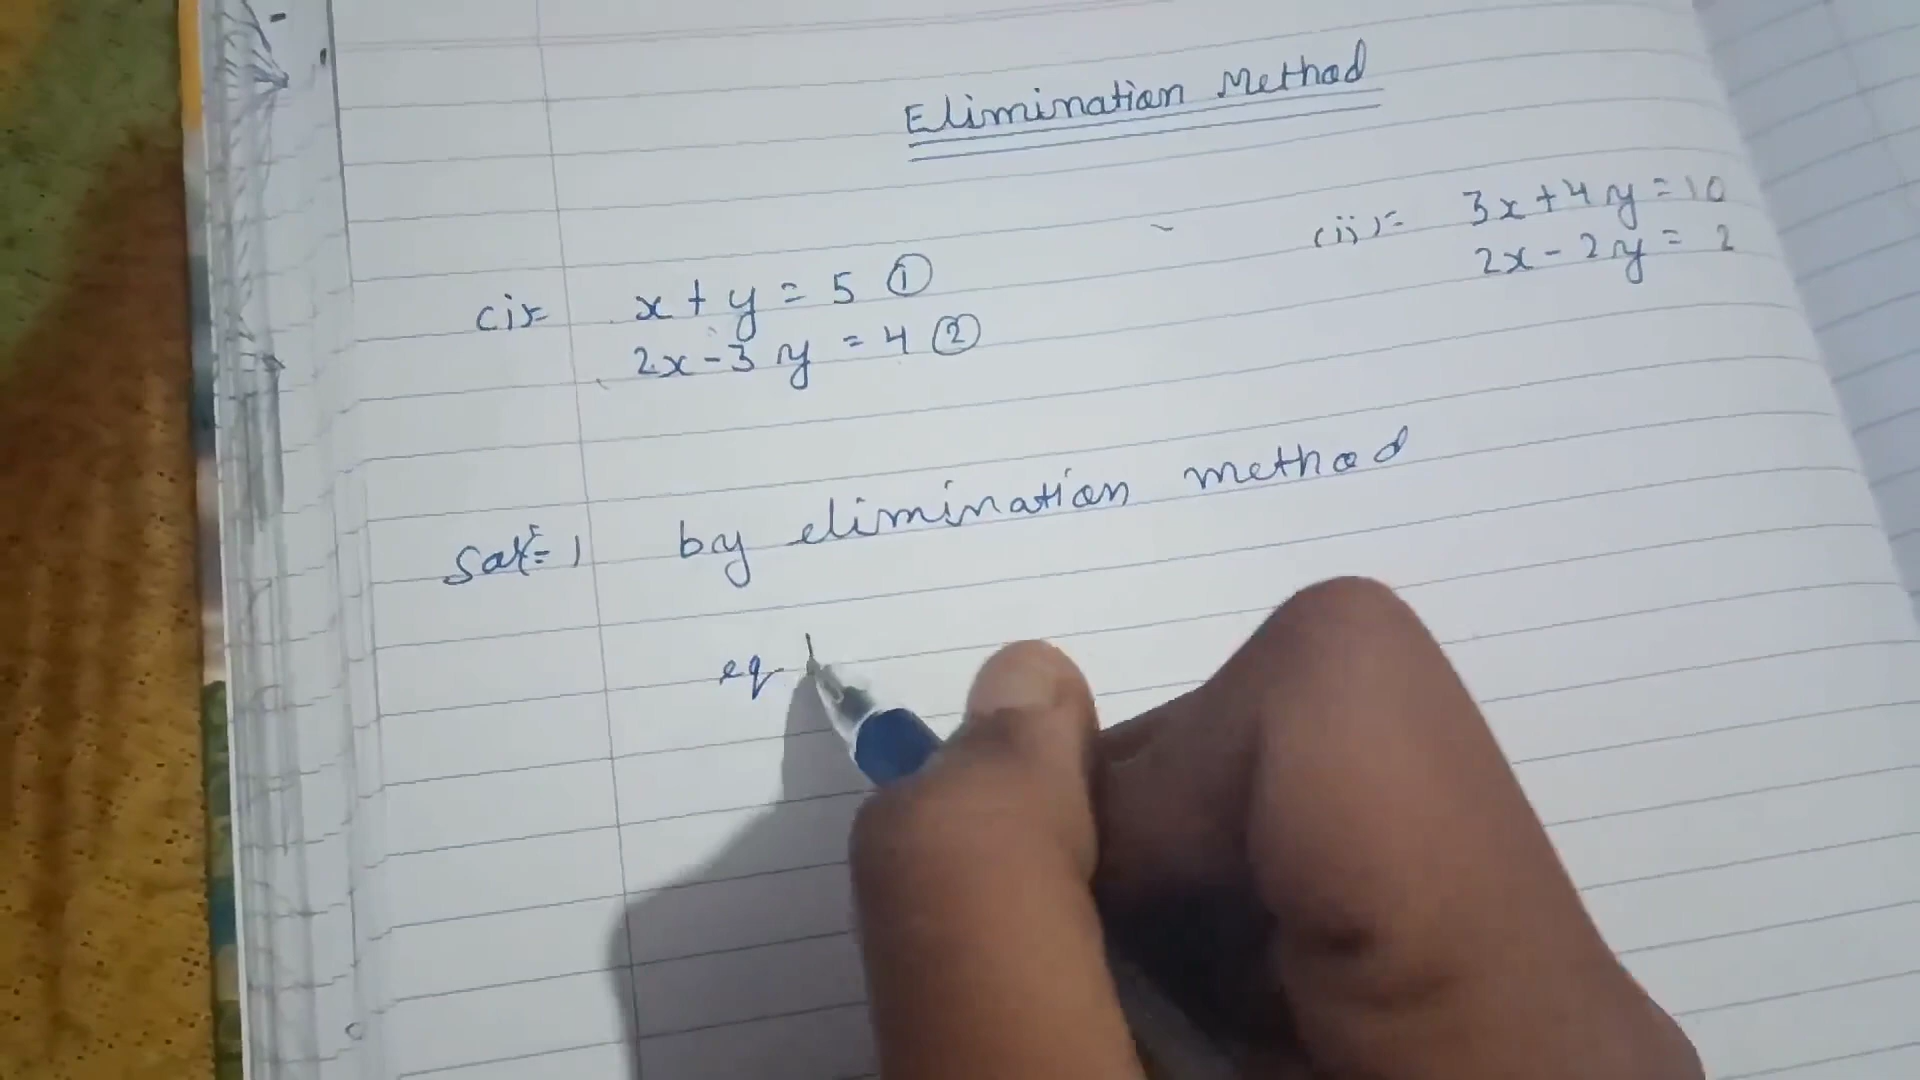 Elimination Method
(i)= x + y = 5 ①
2x - 3y = 4 ②
(ii)= 3x + 4y = 10
2x - 2y = 2
by elimination method
eq